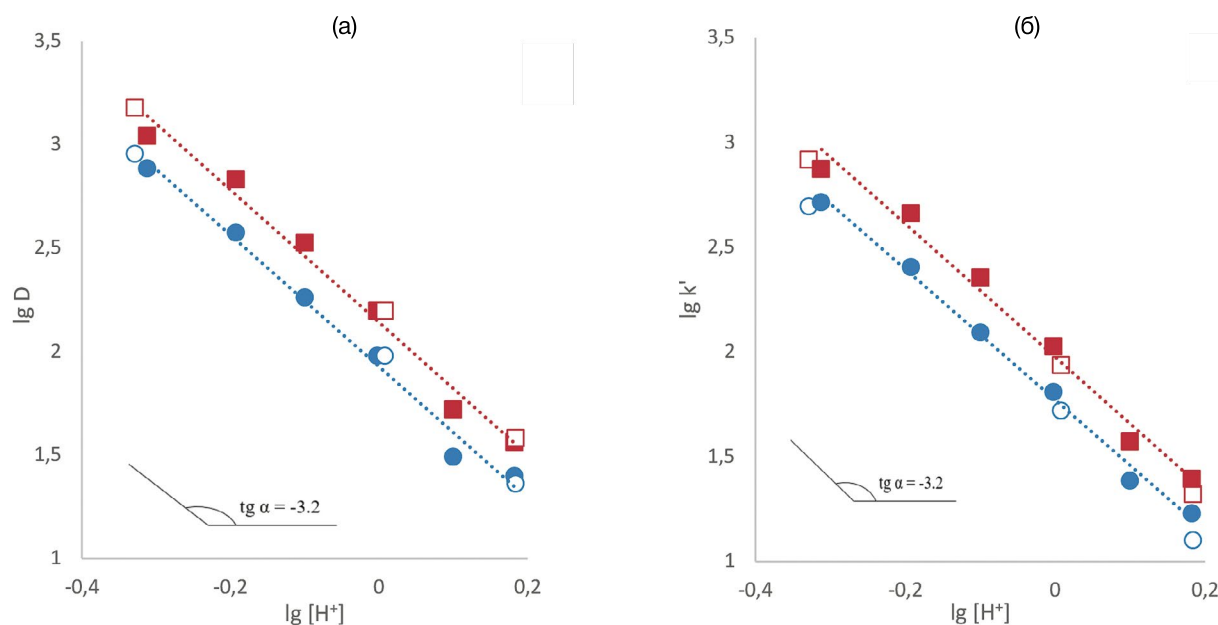 (а)
3,5
3
2,5
2
1,5
1
lg D
tg α = -3.2
-0,4
-0,2
0
0,2
lg [H⁺]
(б)
3,5
3
2,5
2
1,5
1
lg k'
tg α = -3.2
-0,4
-0,2
0
0,2
lg [H⁺]